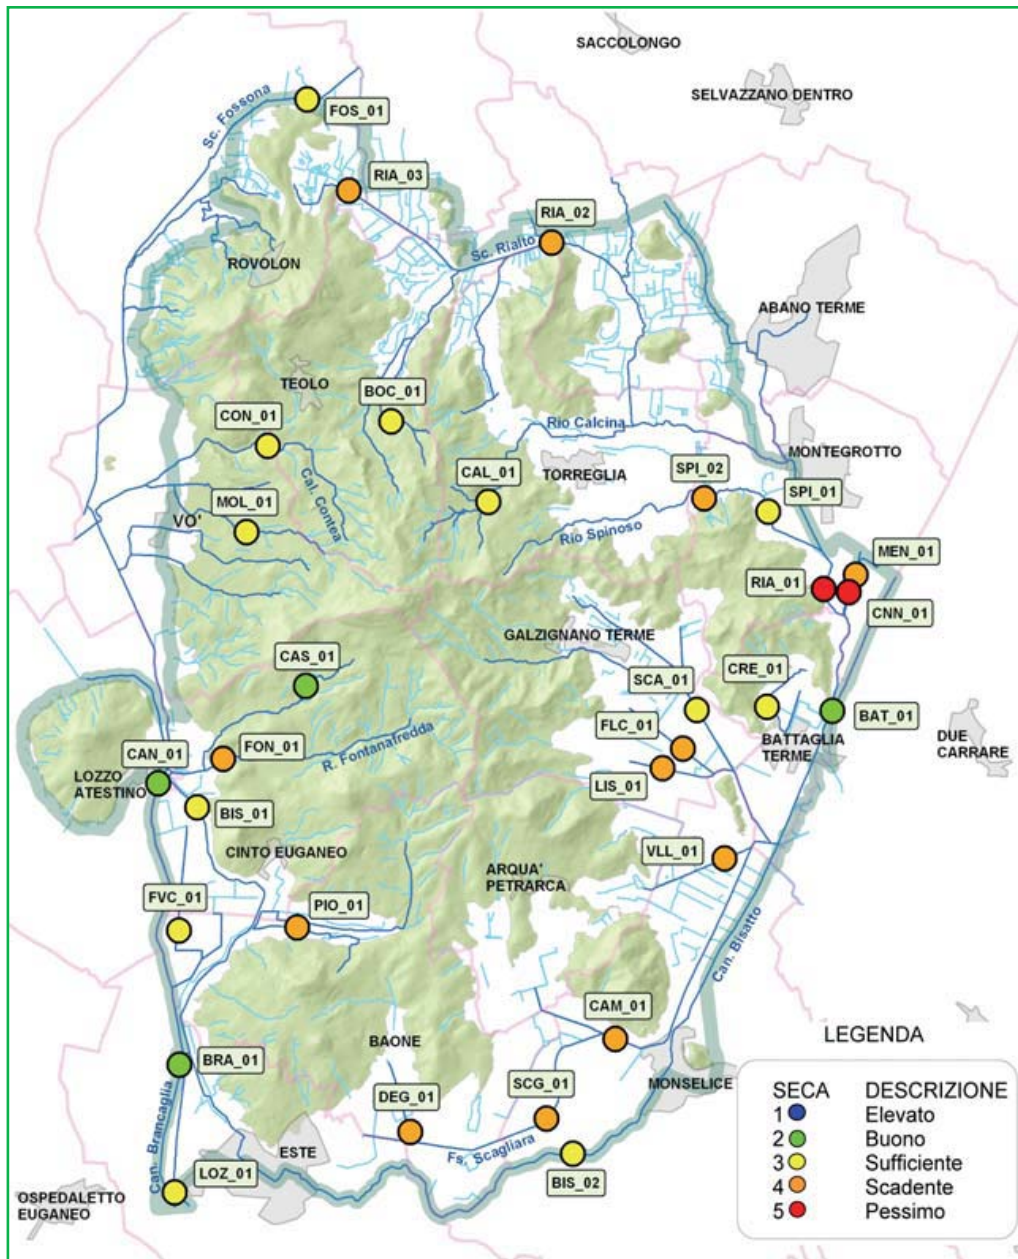 SACCOLONGO
SELVAZZANO DENTRO
Sc. Fossona
FOS_01
RIA_03
RIA_02
Sc. Rialto
ROVOLON
ABANO TERME
TEOLO
BOC_01
CON_01
Rio Calcina
MONTEGROTTO
CAL_01
TORREGLIA
SPI_02
SPI_01
MOL_01
Cal. Contea
VO'
Rio Spinoso
MEN_01
RIA_01
CNN_01
GALZIGNANO TERME
CAS_01
SCA_01
CRE_01
BAT_01
FLC_01
R. Fontanafredda
CAN_01
FON_01
BATTAGLIA
TERME
DUE
CARRARE
LOZZO
ATESTINO
LIS_01
BIS_01
CINTO EUGANEO
VLL_01
ARQUA'
PETRARCA
FVC_01
PIO_01
Can. Bisatto
CAM_01
BAONE
BRA_01
MONSELICE
SCG_01
DEG_01
Can. Brancaglia
Fs. Scagliara
ESTE
BIS_02
LOZ_01
OSPEDALETTO
EUGANEO
LEGENDA
SECA DESCRIZIONE
1 Elevato
2 Buono
3 Sufficiente
4 Scadente
5 Pessimo